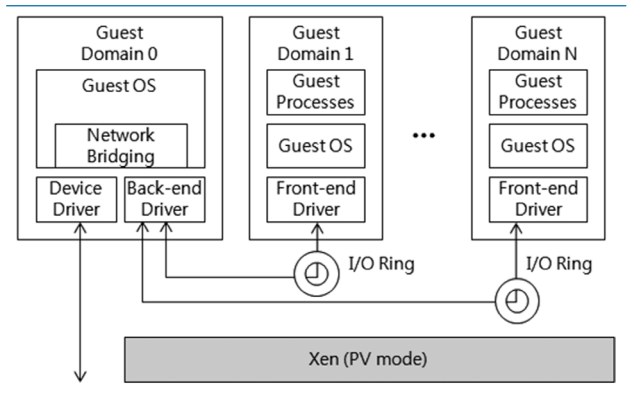 Guest
Domain 0
Guest OS
Network
Bridging
Device
Driver
Back-end
Driver
Guest
Domain 1
Guest
Processes
Guest OS
Front-end
Driver
I/O Ring
...
Guest
Domain N
Guest
Processes
Guest OS
Front-end
Driver
I/O Ring
Xen (PV mode)